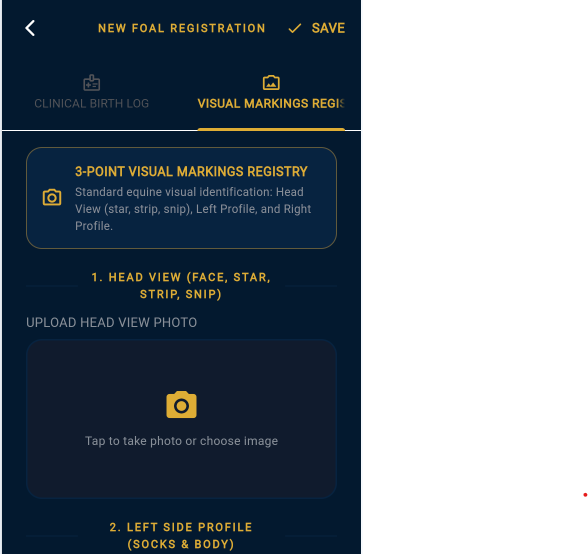 NEW FOAL REGISTRATION
SAVE
CLINICAL BIRTH LOG
VISUAL MARKINGS REGIS
3-POINT VISUAL MARKINGS REGISTRY
Standard equine visual identification: Head
View (star, strip, snip), Left Profile, and Right
Profile.
1. HEAD VIEW (FACE, STAR,
STRIP, SNIP)
UPLOAD HEAD VIEW PHOTO
Tap to take photo or choose image
2. LEFT SIDE PROFILE
(SOCKS & BODY)